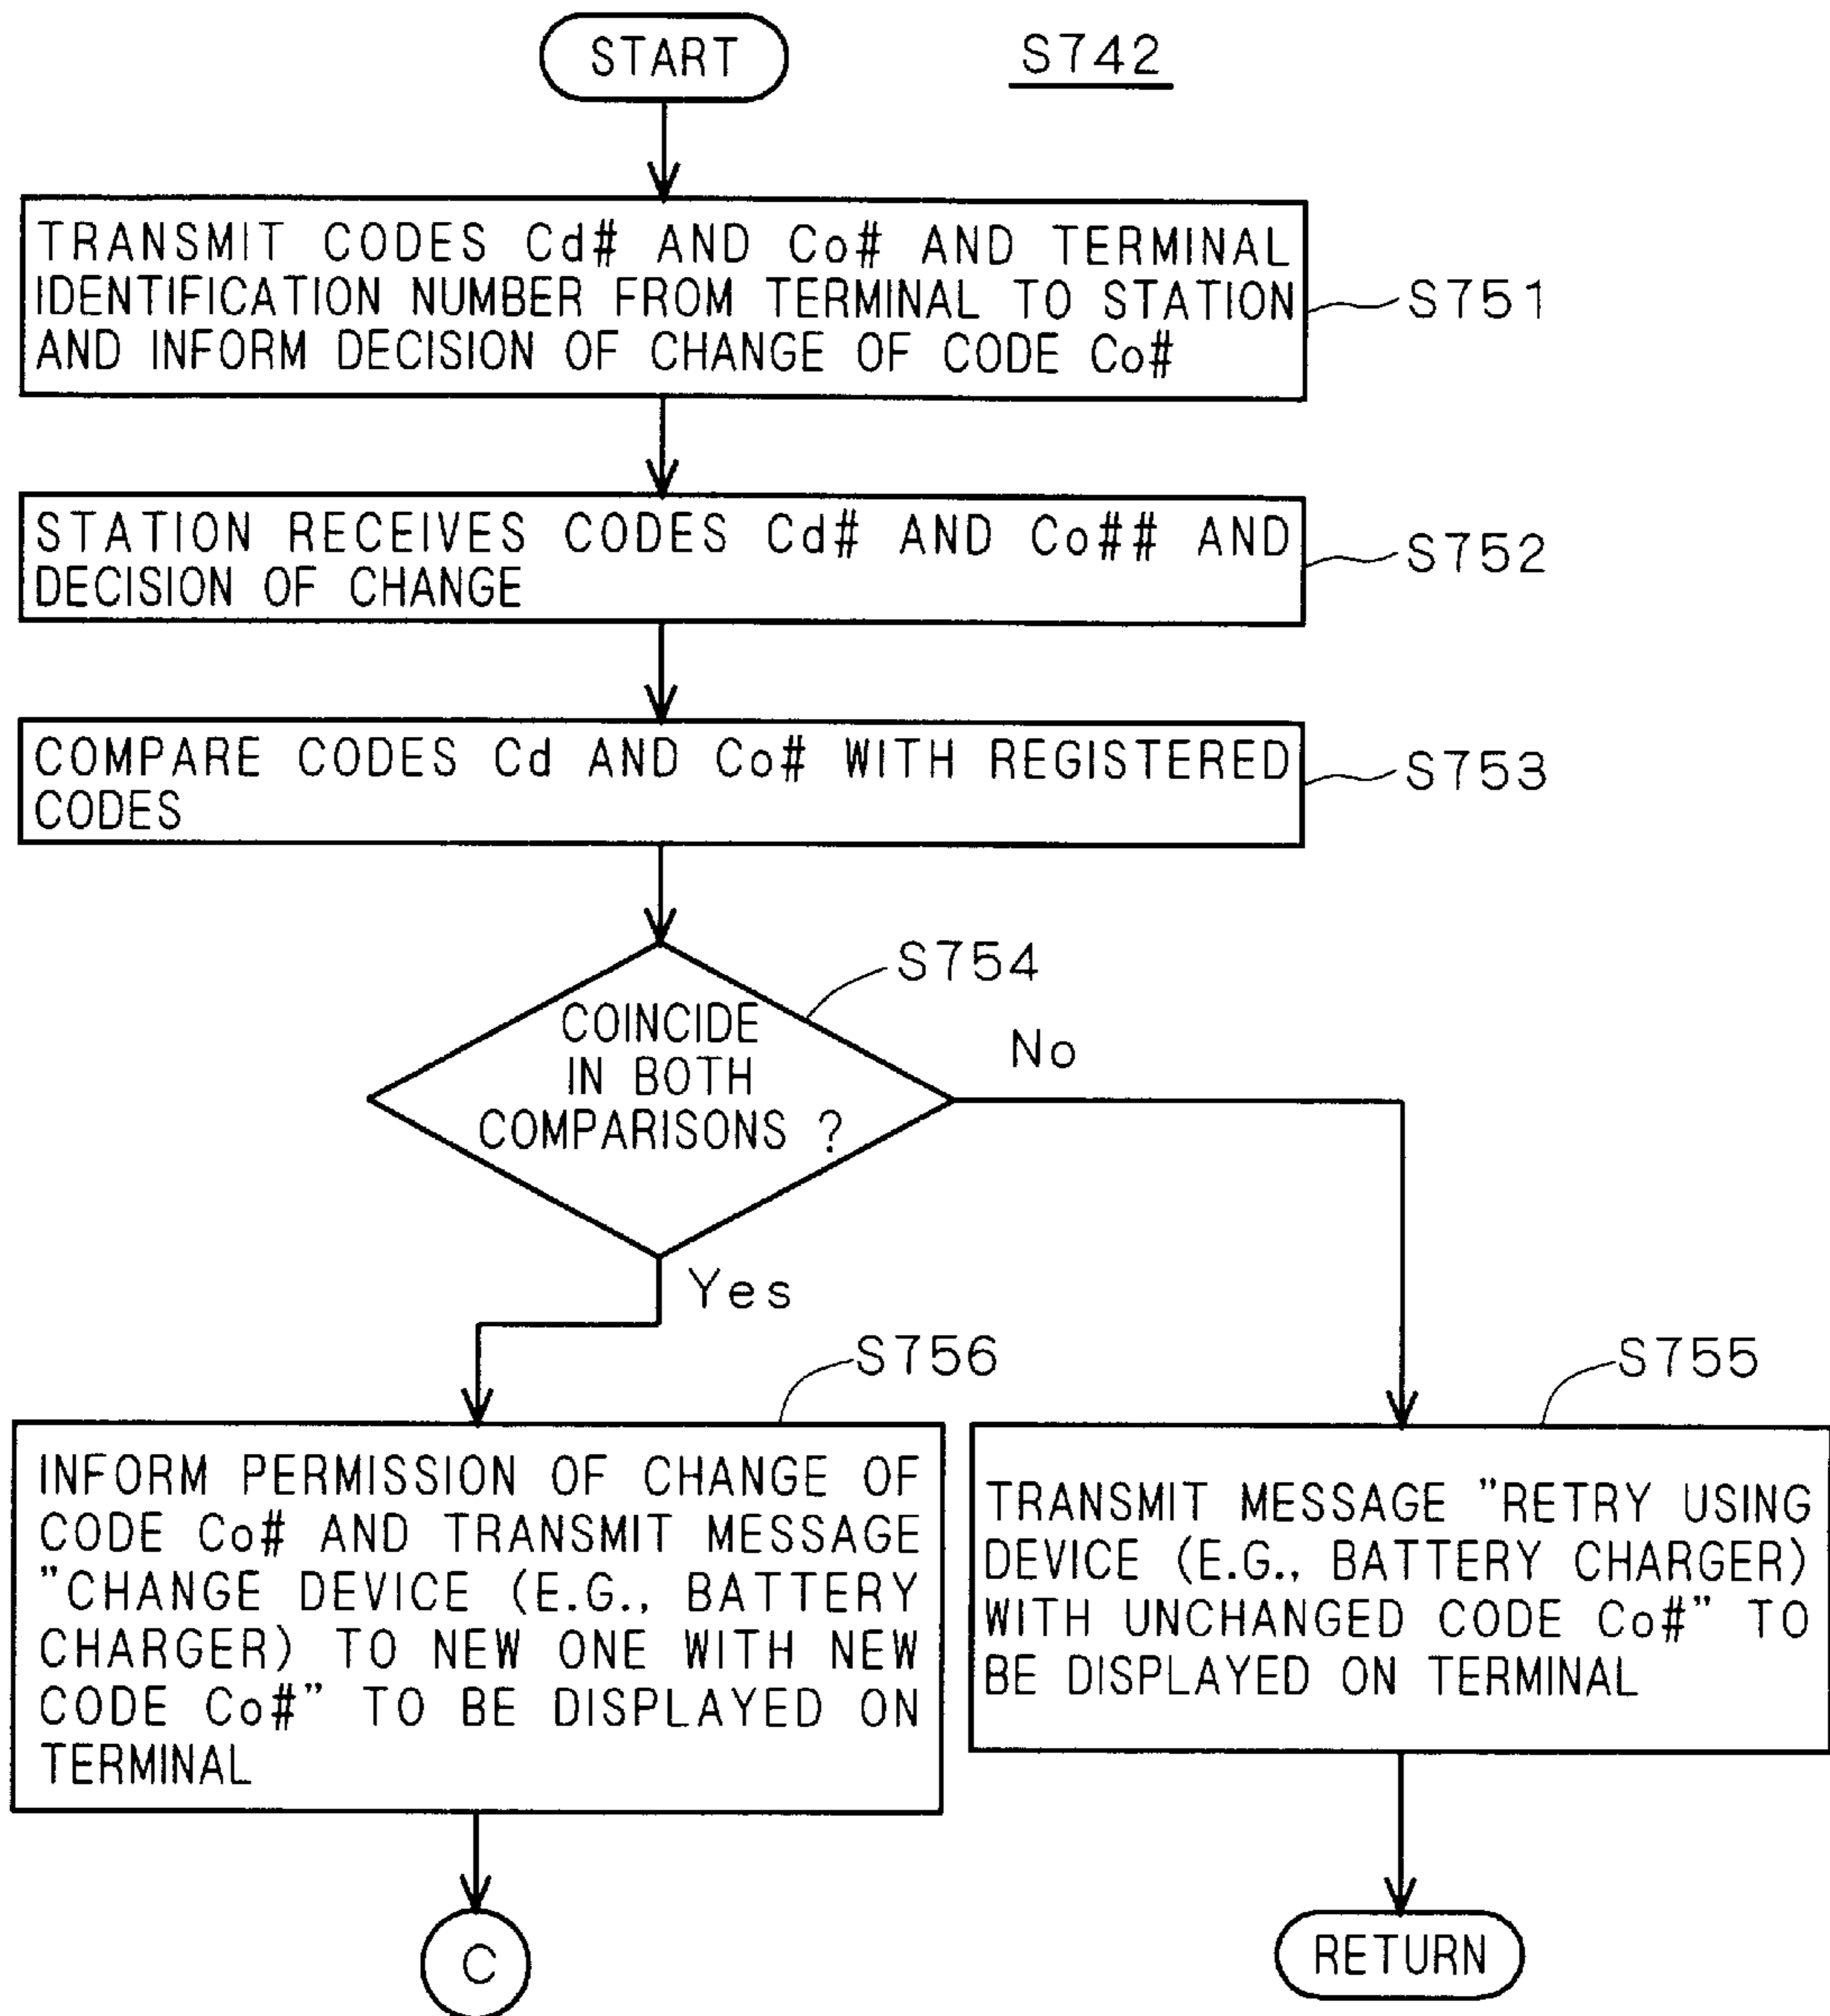 START
S742
TRANSMIT CODES Cd# AND Co# AND TERMINAL
IDENTIFICATION NUMBER FROM TERMINAL TO STATION
AND INFORM DECISION OF CHANGE OF CODE Co#
S751
STATION RECEIVES CODES Cd# AND Co## AND
DECISION OF CHANGE
S752
COMPARE CODES Cd AND Co# WITH REGISTERED
CODES
S753
S754
COINCIDE
IN BOTH
COMPARISONS ?
No
Yes
S756
INFORM PERMISSION OF CHANGE OF
CODE Co# AND TRANSMIT MESSAGE
"CHANGE DEVICE (E.G., BATTERY
CHARGER) TO NEW ONE WITH NEW
CODE Co#" TO BE DISPLAYED ON
TERMINAL
S755
TRANSMIT MESSAGE "RETRY USING
DEVICE (E.G., BATTERY CHARGER)
WITH UNCHANGED CODE Co#" TO
BE DISPLAYED ON TERMINAL
C
RETURN